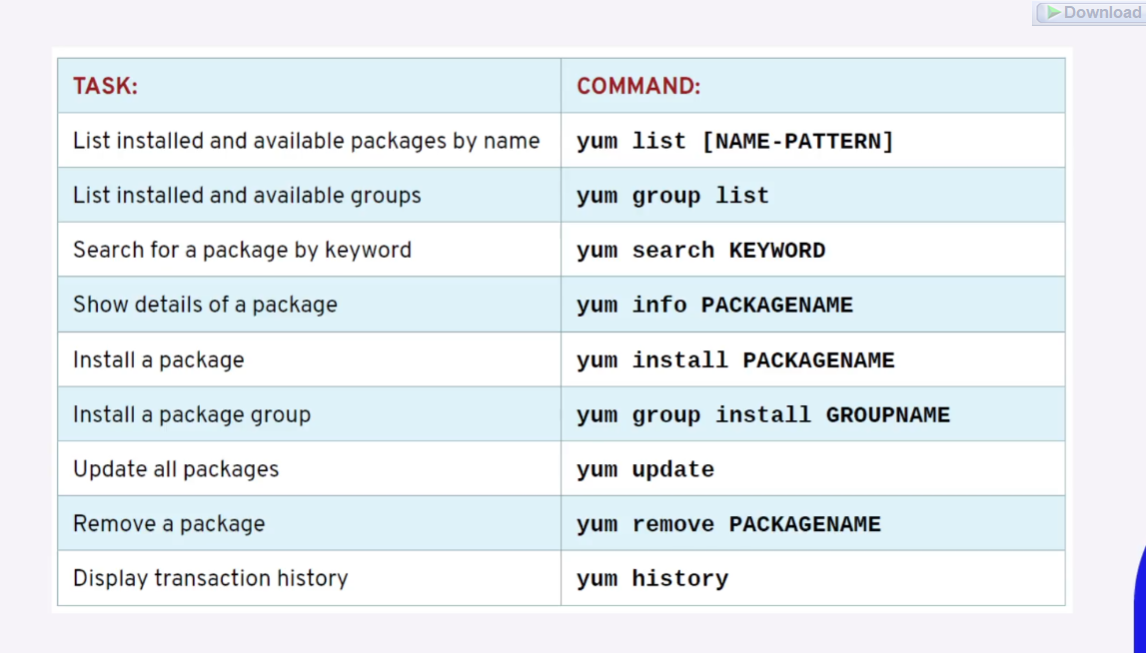 Download
TASK: COMMAND:
List installed and available packages by name yum list [NAME-PATTERN]
List installed and available groups yum group list
Search for a package by keyword yum search KEYWORD
Show details of a package yum info PACKAGENAME
Install a package yum install PACKAGENAME
Install a package group yum group install GROUPNAME
Update all packages yum update
Remove a package yum remove PACKAGENAME
Display transaction history yum history